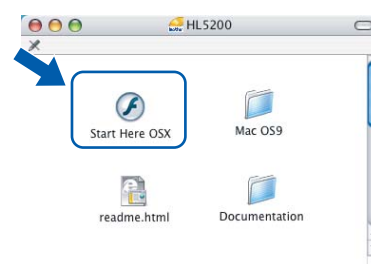 HL5200
Start Here OSX
Mac OS9
readme.html
Documentation